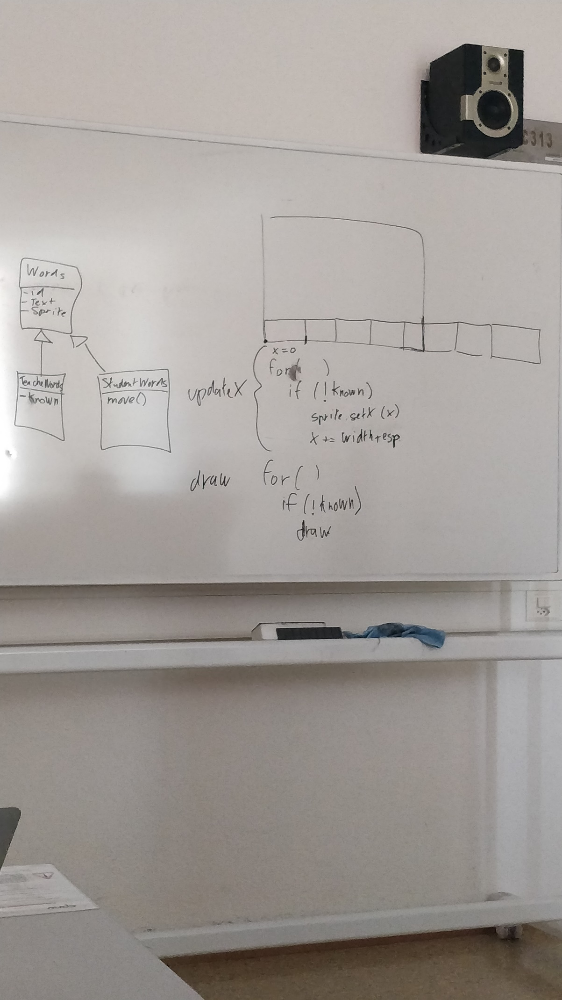 C313
Words
- id
- Text
- Sprite
TeacheWords
- known
StudentWords
move()
updateX
x=0
for( )
if (!known)
sprite.setX (x)
x += width+esp.
draw
for( )
if (!known)
draw